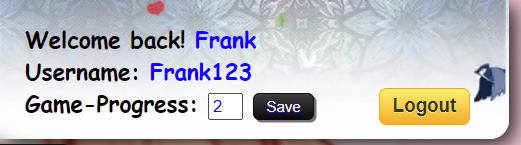 Welcome back! Frank
Username: Frank123
Game-Progress: 2 Save
Logout